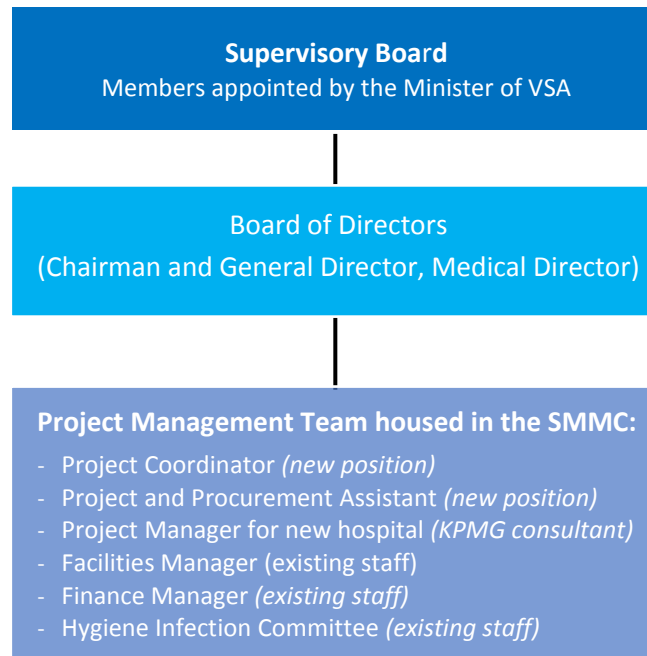 Supervisory Board
Members appointed by the Minister of VSA
Board of Directors
(Chairman and General Director, Medical Director)
Project Management Team housed in the SMMC:
- Project Coordinator (new position)
- Project and Procurement Assistant (new position)
- Project Manager for new hospital (KPMG consultant)
- Facilities Manager (existing staff)
- Finance Manager (existing staff)
- Hygiene Infection Committee (existing staff)